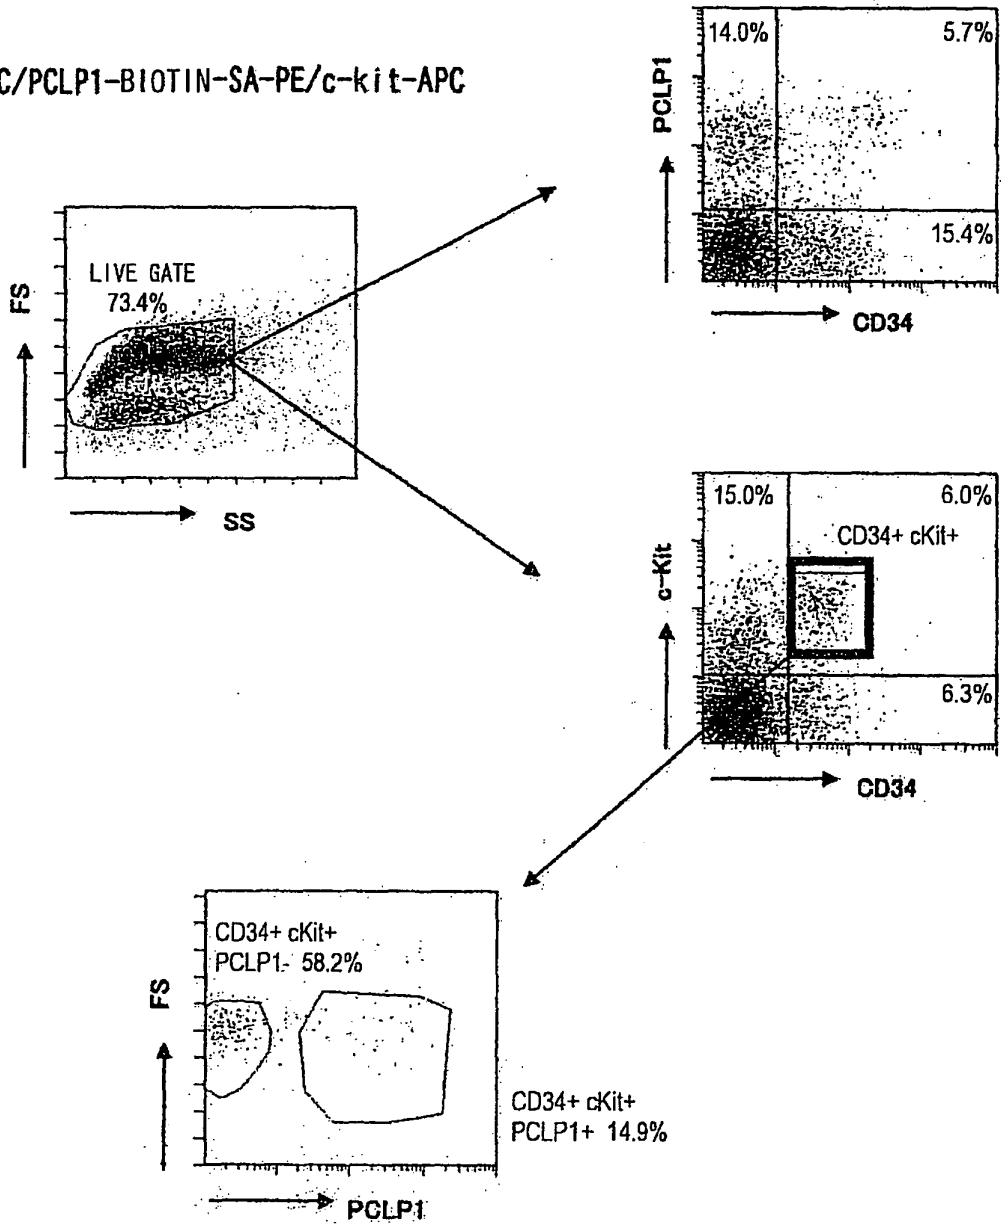 C/PCLP1-BIOTIN-SA-PE/c-kit-APC
14.0%
5.7%
PCLP1
15.4%
CD34
LIVE GATE
73.4%
FS
SS
15.0%
6.0%
CD34+ cKit+
c-Kit
6.3%
CD34
CD34+ cKit+
PCLP1- 58.2%
FS
CD34+ cKit+
PCLP1+ 14.9%
PCLP1